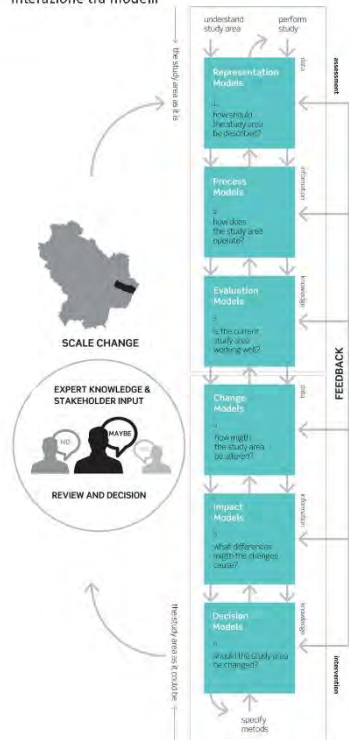 interazione tra modelli
understand
study area
perform
study
the study area as it is
data
assessment
Representation
Models
how should
the study area
be described?
information
Process
Models
how does
the study area
operate?
Evaluation
Models
is the current
study area
working well?
knowledge
SCALE CHANGE
FEEDBACK
EXPERT KNOWLEDGE &
STAKEHOLDER INPUT
NO
MAYBE
REVIEW AND DECISION
Change
Models
how migth
the study area
be altered?
data
Impact
Models
what differences
migth the changes
cause?
information
Decision
Models
should the study area
be changed?
knowledge
the study area as it could be
intervention
specify
metods